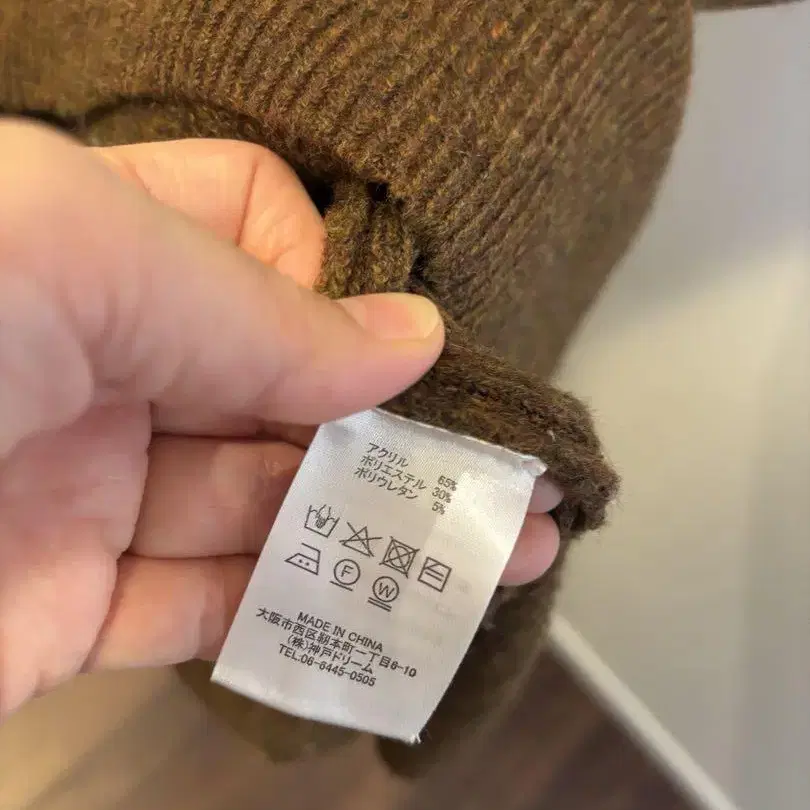 アクリル 65%
ポリエステル 30%
ポリウレタン 5%
F
W
MADE IN CHINA
大阪市西区靭本町一丁目6-10
(株)神戸ドリーム
TEL.06-6445-0505